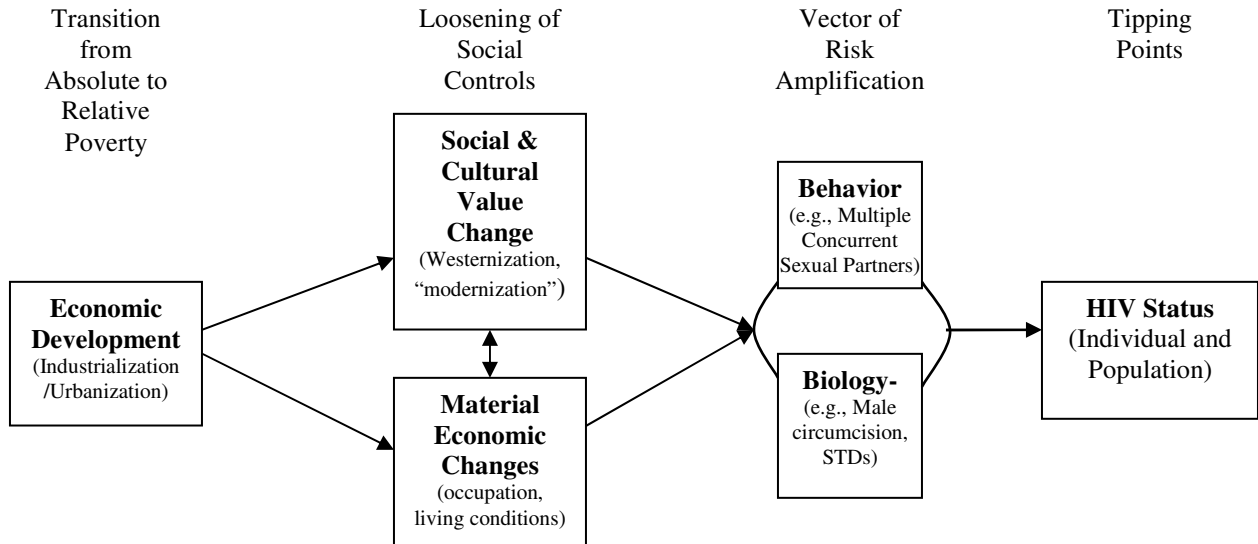 Transition
from
Absolute to
Relative
Poverty
Loosening of
Social
Controls
Vector of
Risk
Amplification
Tipping
Points
Economic
Development
(Industrialization
/Urbanization)
Social &
Cultural
Value
Change
(Westernization,
“modernization”)
Material
Economic
Changes
(occupation,
living conditions)
Behavior
(e.g., Multiple
Concurrent
Sexual Partners)
Biology-
(e.g., Male
circumcision,
STDs)
HIV Status
(Individual and
Population)